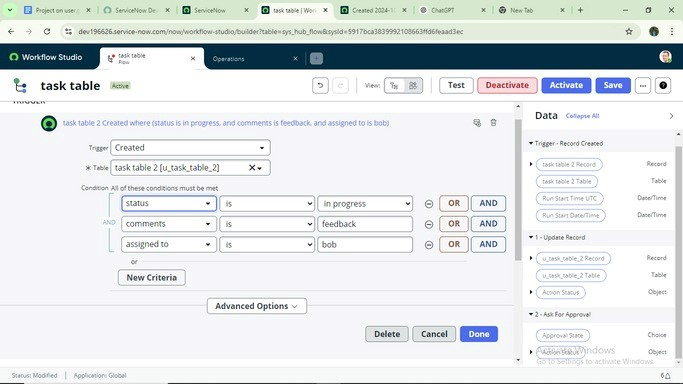 Project on user
ServiceNow Dev
ServiceNow
task table | Work
Created 2024-10
ChatGPT
New Tab
dev196626.service-now.com/now/workflow-studio/builder?table=sys_hub_flow&sysId=5917bca3839992108663ffd6feaad3ec
Workflow Studio
task table
Flow
Operations
task table
Active
View:
Test
Deactivate
Activate
Save
TRIGGER
task table 2 Created where (status is in progress, and comments is feedback, and assigned to is bob)
Trigger
Created
* Table
task table 2 [u_task_table_2]
Condition
All of these conditions must be met
status
is
in progress
OR
AND
AND
comments
is
feedback
OR
AND
assigned to
is
bob
OR
AND
or
New Criteria
Advanced Options
Delete
Cancel
Done
Data
Collapse All
Trigger - Record Created
task table 2 Record
Record
task table 2 Table
Table
Run Start Time UTC
Date/Time
Run Start Date/Time
Date/Time
1 - Update Record
u_task_table_2 Record
Record
u_task_table_2 Table
Table
Action Status
Object
2 - Ask For Approval
Approval State
Choice
Action Status
Object
Activate Windows
Go to Settings to activate Windows.
Status: Modified
Application: Global
6